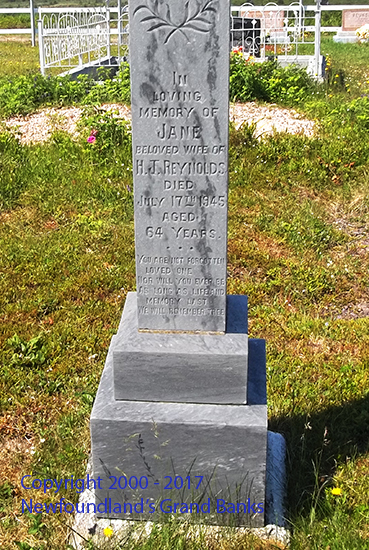 IN
LOVING
MEMORY OF
JANE
BELOVED WIFE OF
H.J. REYNOLDS
DIED
JULY 17TH 1945
AGED
64 YEARS.
YOU ARE NOT FORGOTTEN
LOVED ONE
NOR WILL YOU EVER BE
AS LONG AS LIFE AND
MEMORY LAST
WE WILL REMEMBER THEE
Copyright 2000 - 2017
Newfoundland's Grand Banks